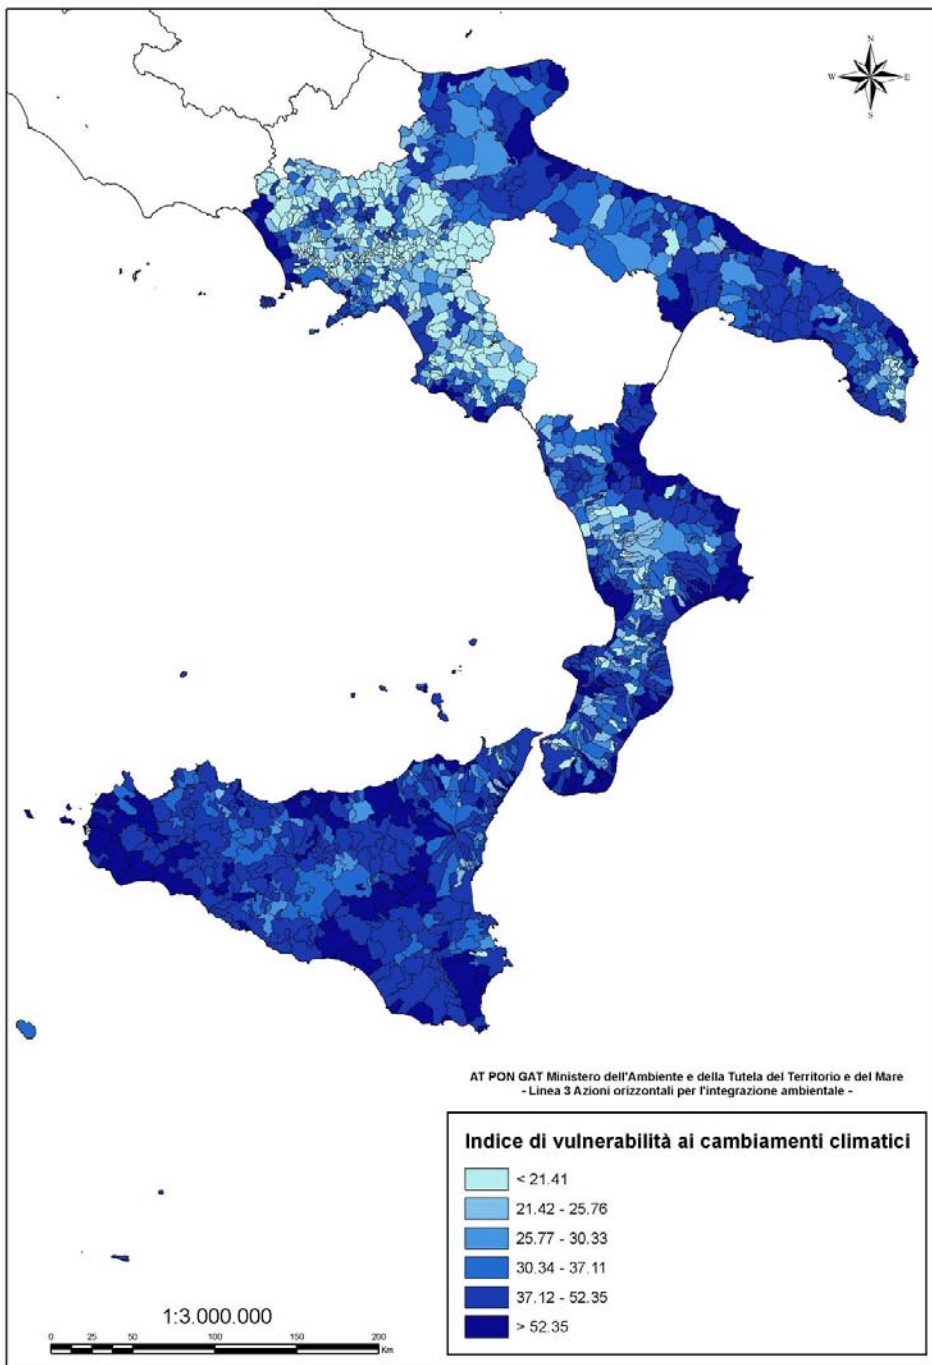 N
W E
S
AT PON GAT Ministero dell'Ambiente e della Tutela del Territorio e del Mare
- Linea 3 Azioni orizzontali per l'integrazione ambientale -
Indice di vulnerabilità ai cambiamenti climatici
< 21.41
21.42 - 25.76
25.77 - 30.33
30.34 - 37.11
37.12 - 52.35
> 52.35
1:3.000.000
0 25 50 100 150 200
Km